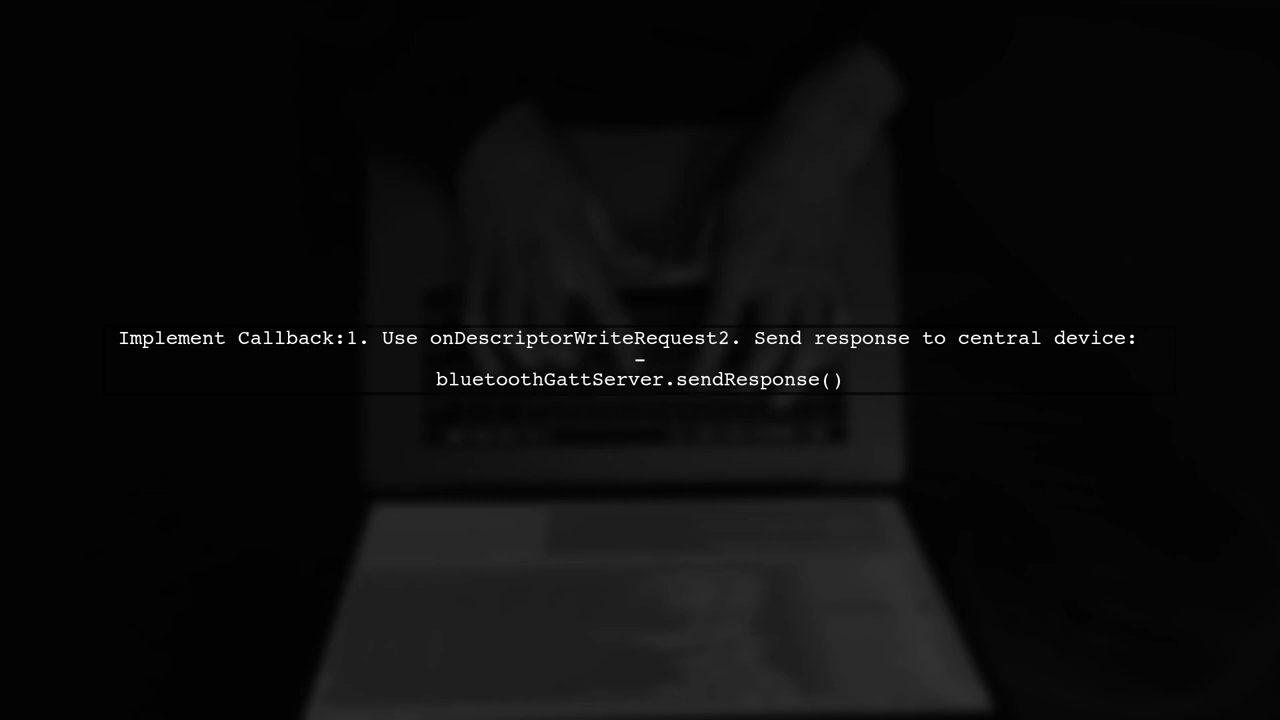 Implement Callback:1. Use onDescriptorWriteRequest2. Send response to central device:
-
bluetoothGattServer.sendResponse()